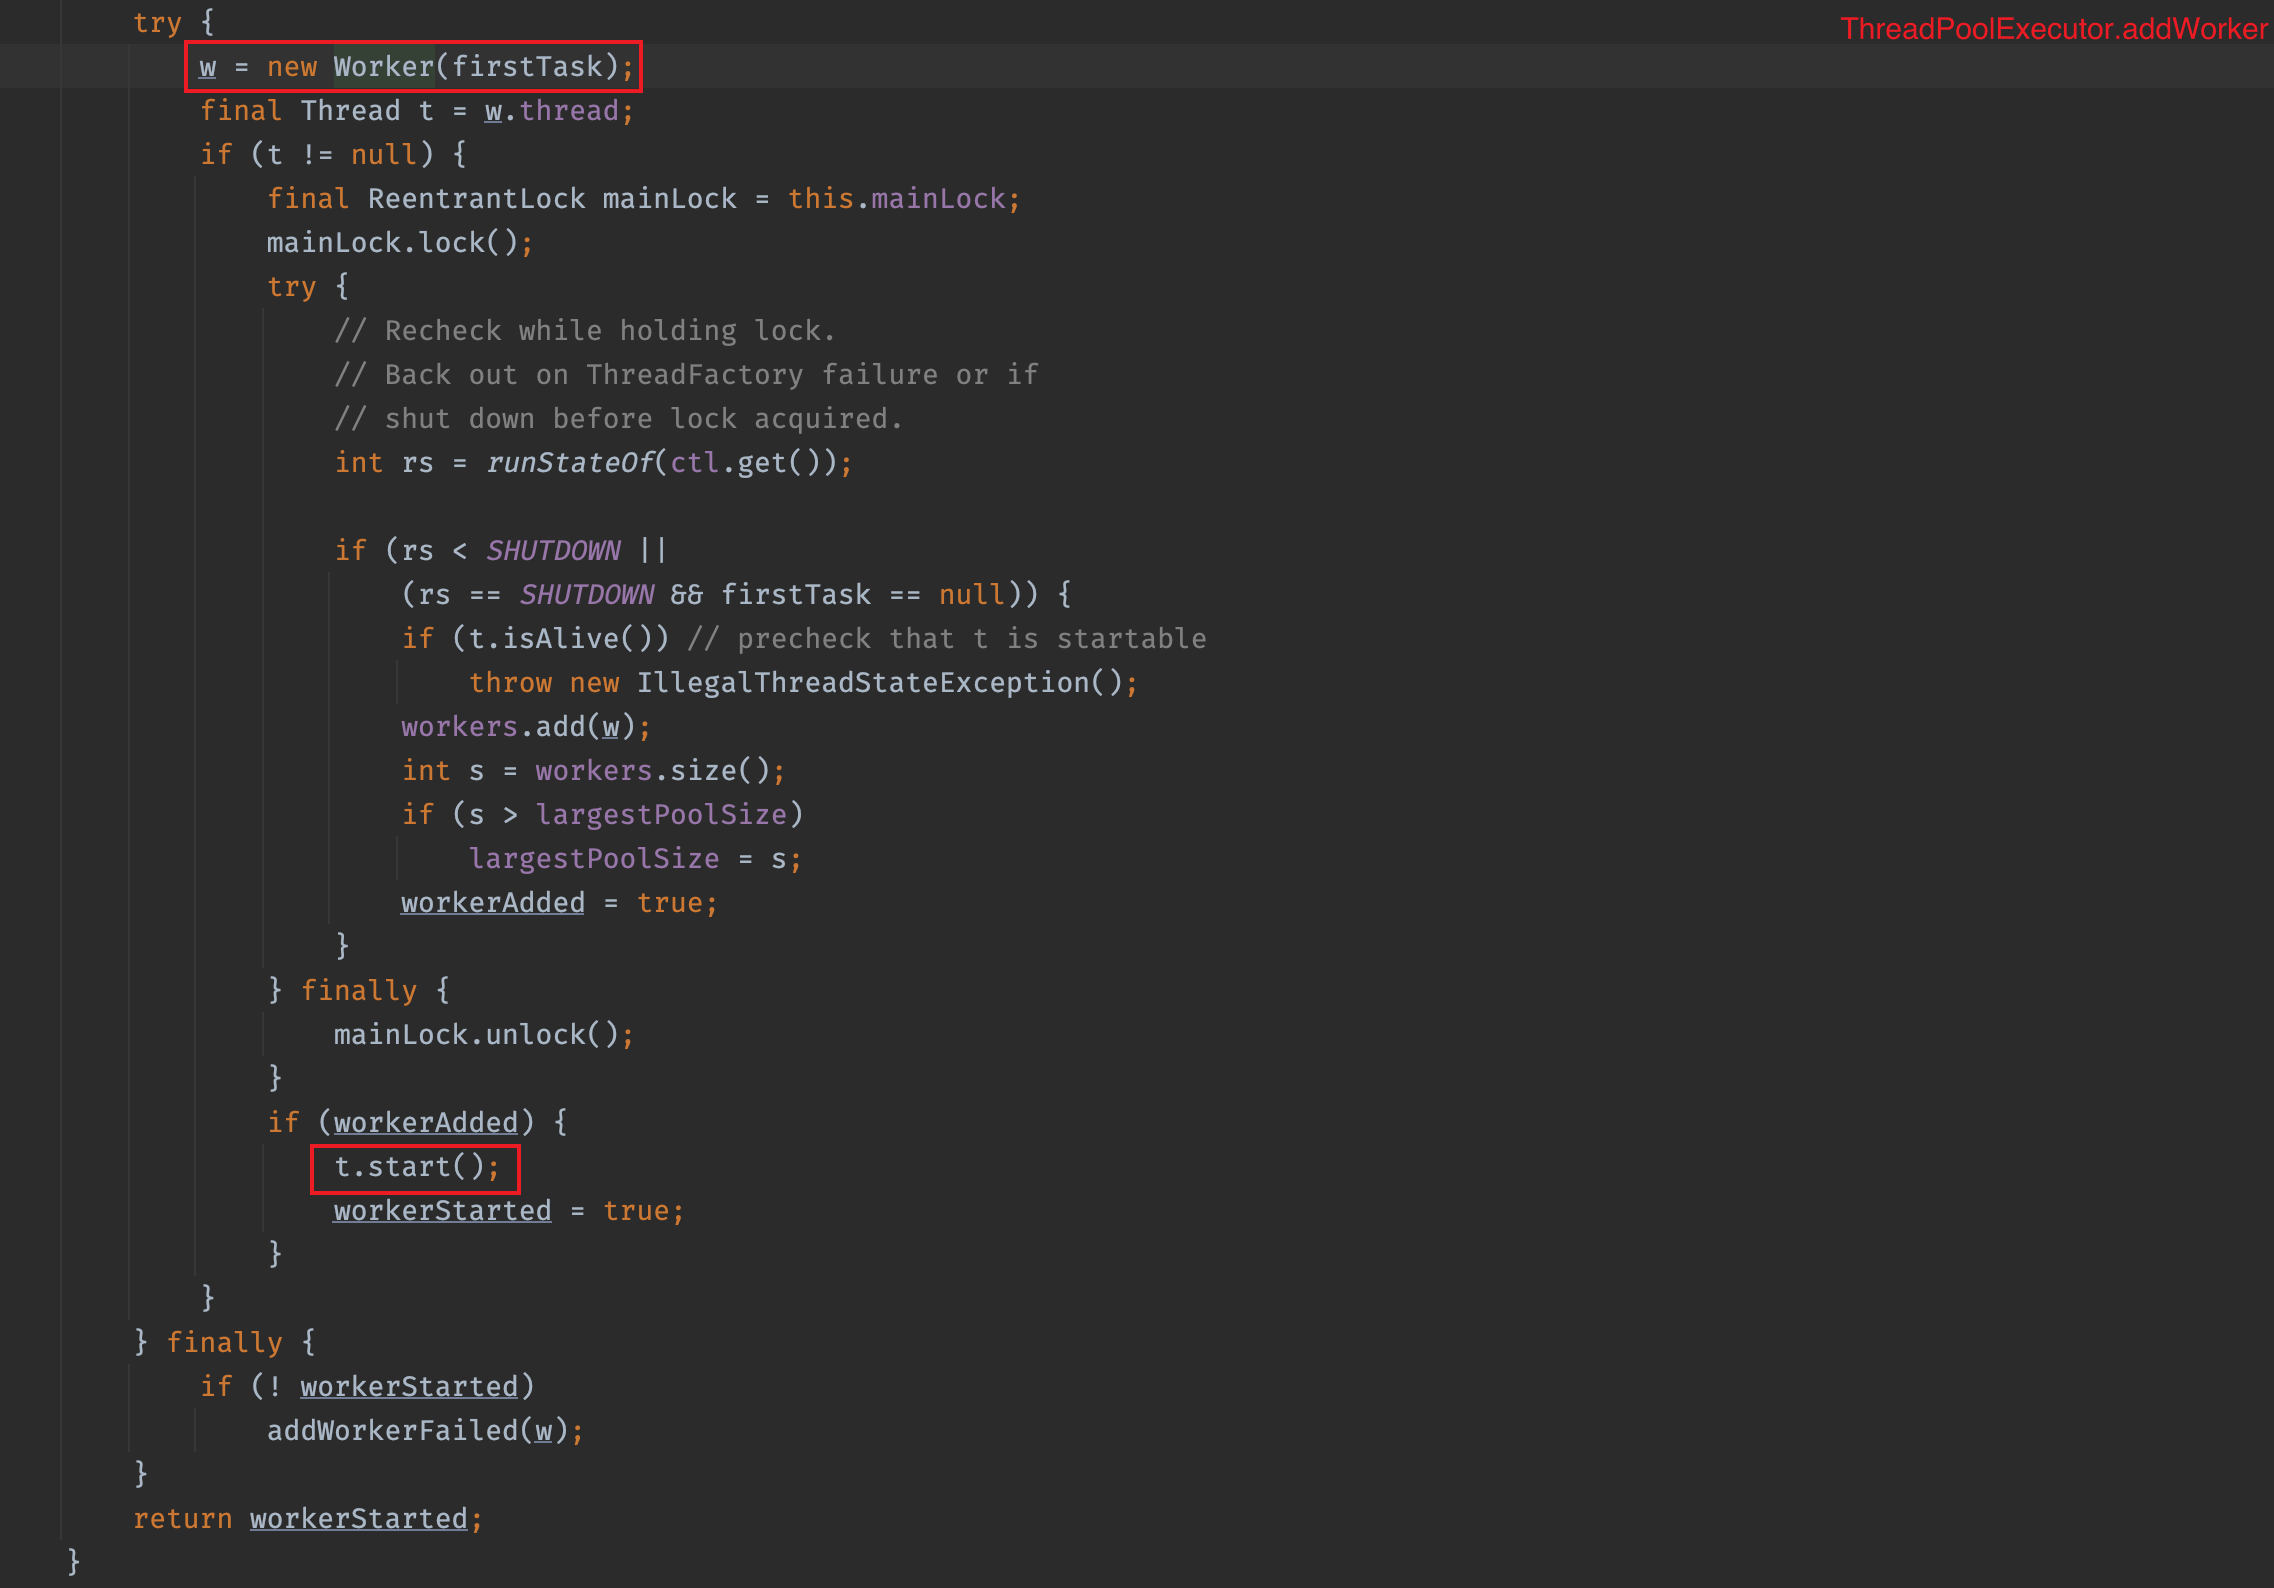 try {
ThreadPoolExecutor.addWorker
w = new Worker(firstTask);
final Thread t = w.thread;
if (t != null) {
final ReentrantLock mainLock = this.mainLock;
mainLock.lock();
try {
// Recheck while holding lock.
// Back out on ThreadFactory failure or if
// shut down before lock acquired.
int rs = runStateOf(ctl.get());
if (rs < SHUTDOWN ||
(rs == SHUTDOWN && firstTask == null)) {
if (t.isAlive()) // precheck that t is startable
throw new IllegalThreadStateException();
workers.add(w);
int s = workers.size();
if (s > largestPoolSize)
largestPoolSize = s;
workerAdded = true;
}
} finally {
mainLock.unlock();
}
if (workerAdded) {
t.start();
workerStarted = true;
}
}
} finally {
if (! workerStarted)
addWorkerFailed(w);
}
return workerStarted;
}